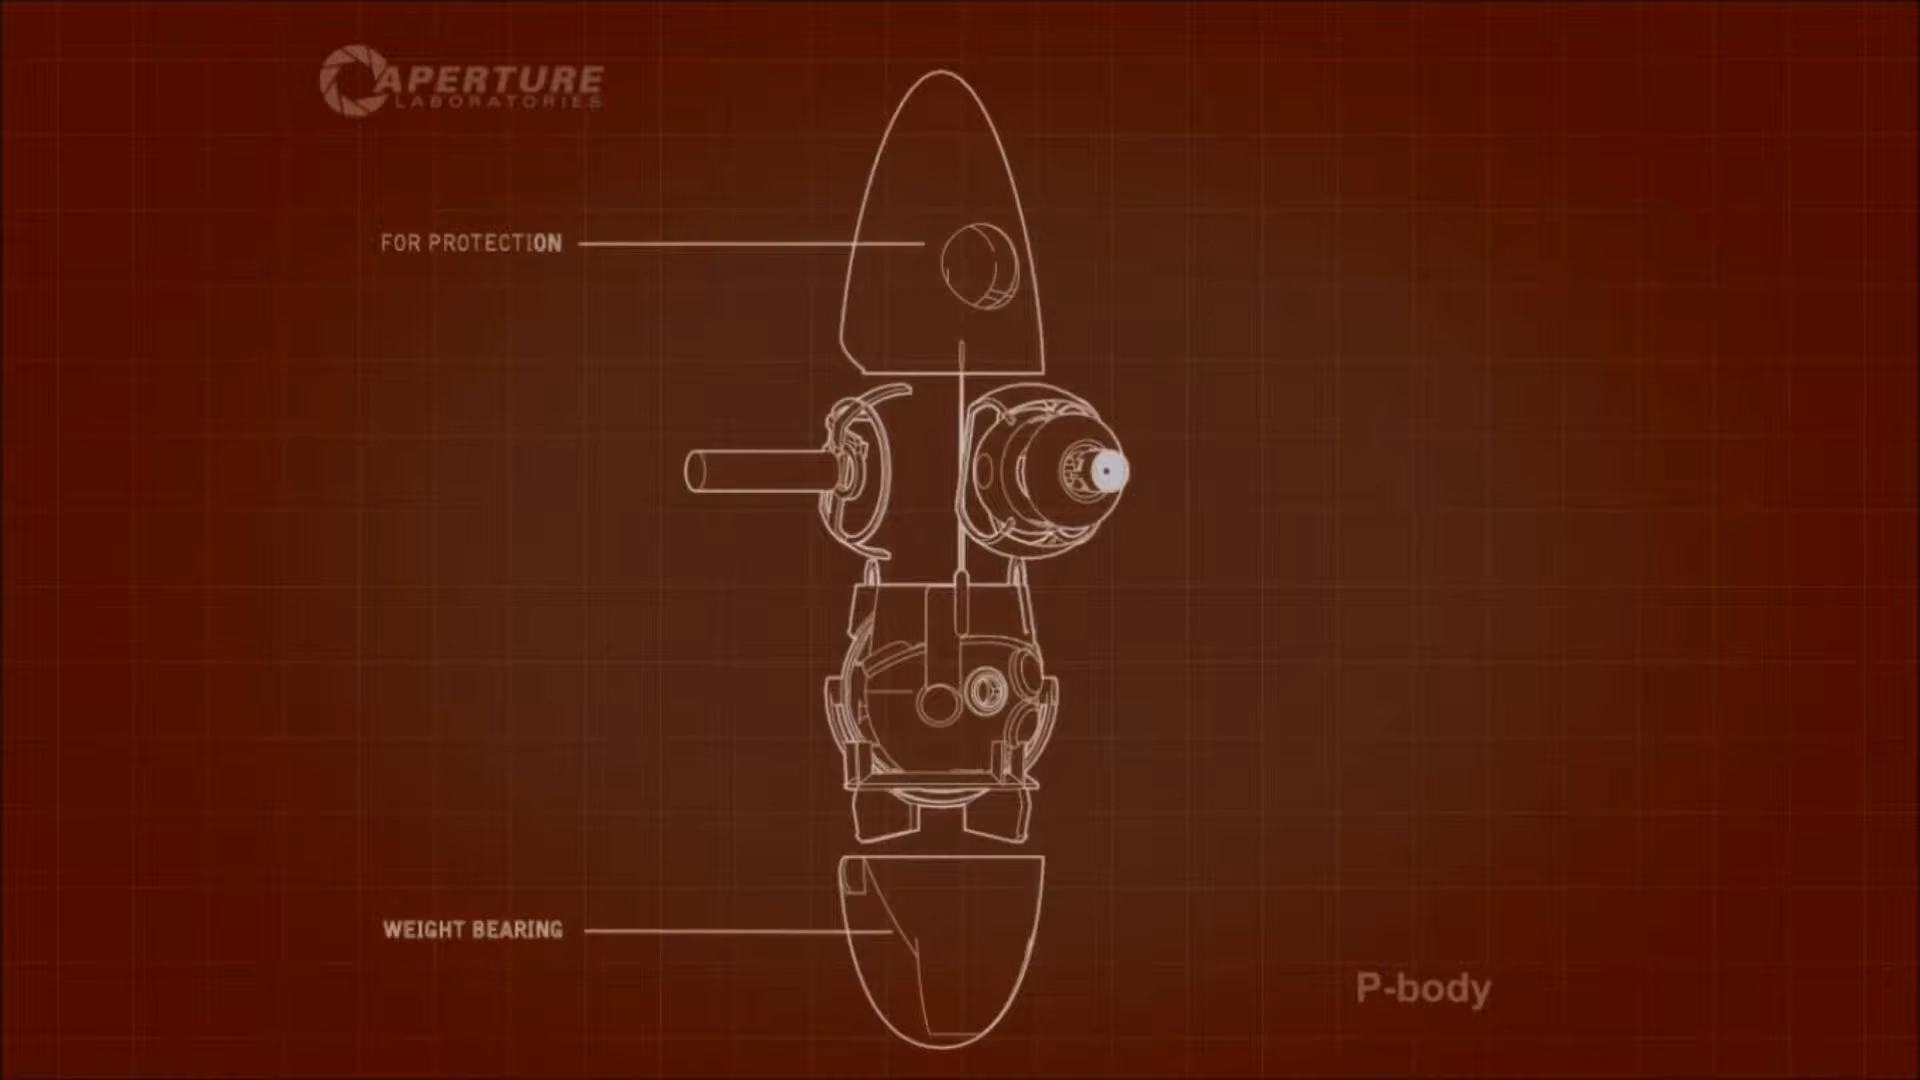 APERTURE
LABORATORIES
FOR PROTECTION
WEIGHT BEARING
P-body